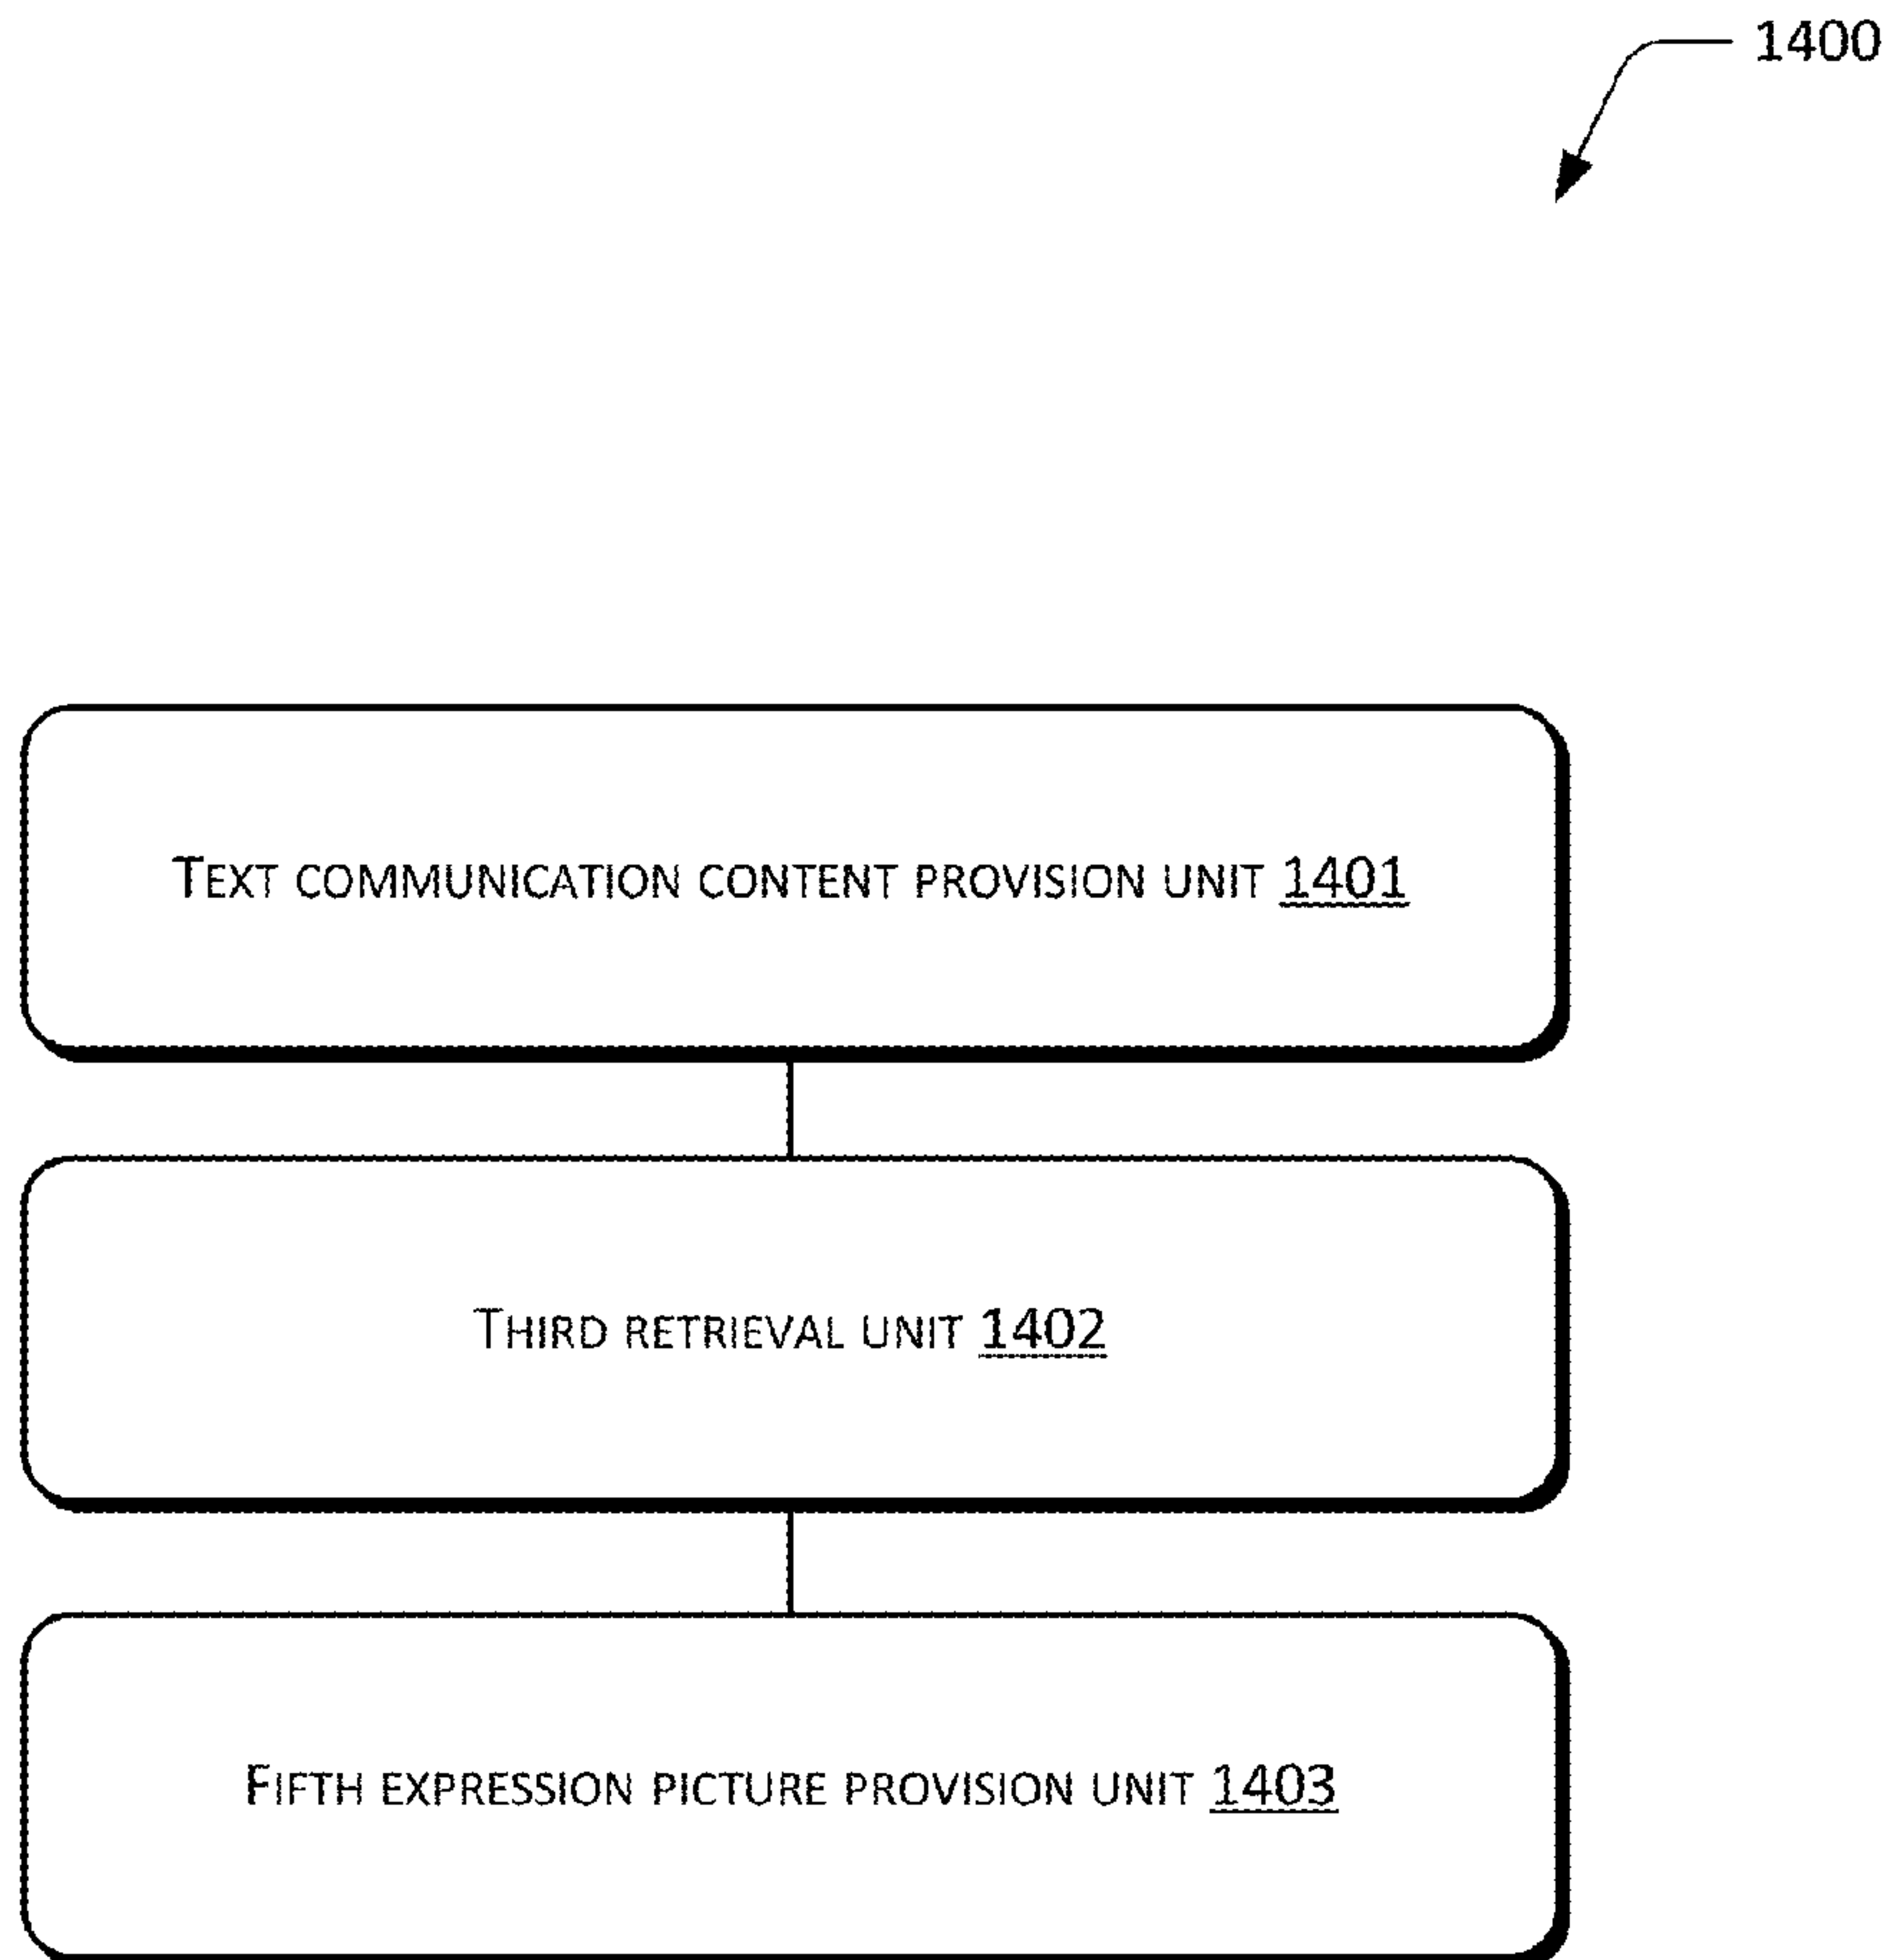 1400
Text communication content provision unit 1401
Third retrieval unit 1402
Fifth expression picture provision unit 1403